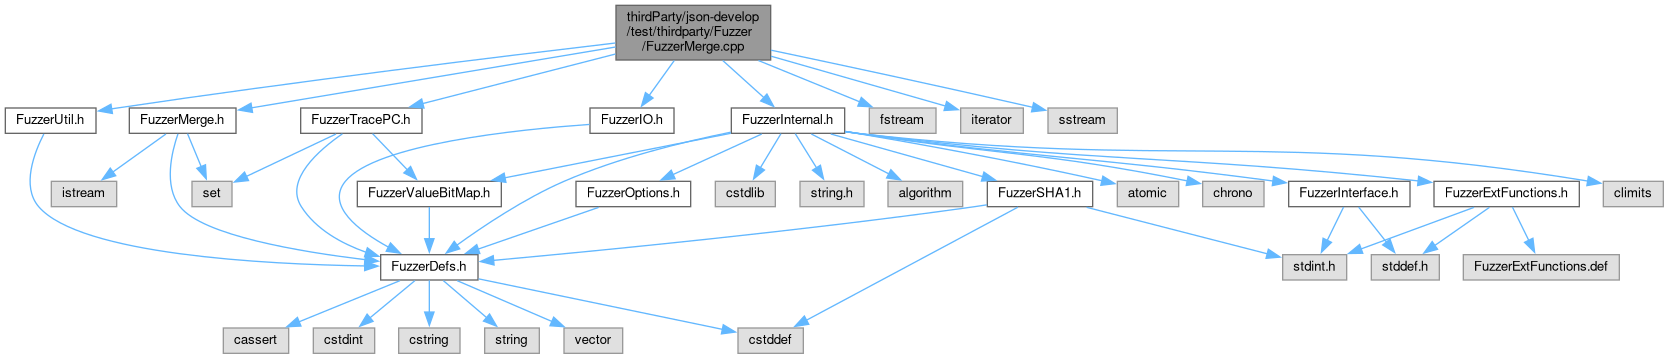 thirdParty/json-develop
/test/thirdparty/Fuzzer
/FuzzerMerge.cpp
FuzzerUtil.h
FuzzerMerge.h
FuzzerTracePC.h
FuzzerIO.h
FuzzerInternal.h
fstream
iterator
sstream
istream
set
FuzzerValueBitMap.h
FuzzerOptions.h
cstdlib
string.h
algorithm
FuzzerSHA1.h
atomic
chrono
FuzzerInterface.h
FuzzerExtFunctions.h
climits
FuzzerDefs.h
stdint.h
stddef.h
FuzzerExtFunctions.def
cassert
cstdint
cstring
string
vector
cstddef